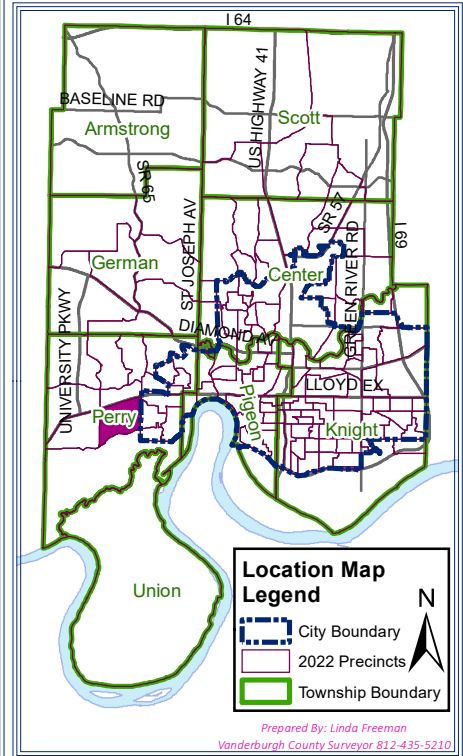 I 64
BASELINE RD
Armstrong
US HIGHWAY 41
Scott
SR 65
ST JOSEPH AV
SR 57
I 69
German
Center
GREEN RIVER RD
UNIVERSITY PKWY
DIAMOND AV
LLOYD EX
Perry
Pigeon
Knight
Union
Location Map
Legend
N
City Boundary
2022 Precincts
Township Boundary
Prepared By: Linda Freeman
Vanderburgh County Surveyor 812-435-5210